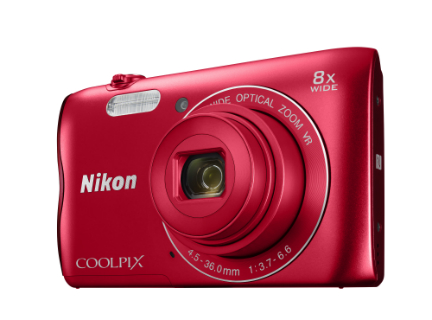 8x
WIDE
WIDE OPTICAL ZOOM VR
Nikon
COOLPIX
4.5-36.0mm 1:3.7-6.6